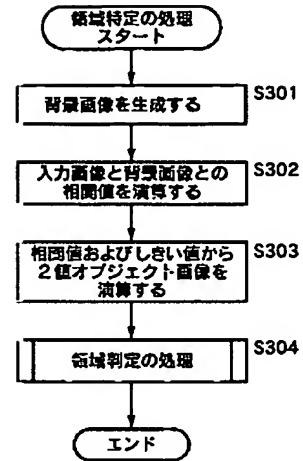 領域特定の処理
スタート
背景画像を生成する
S301
入力画像と背景画像との
相関値を演算する
S302
相関値およびしきい値から
2値オブジェクト画像を
演算する
S303
領域判定の処理
S304
エンド